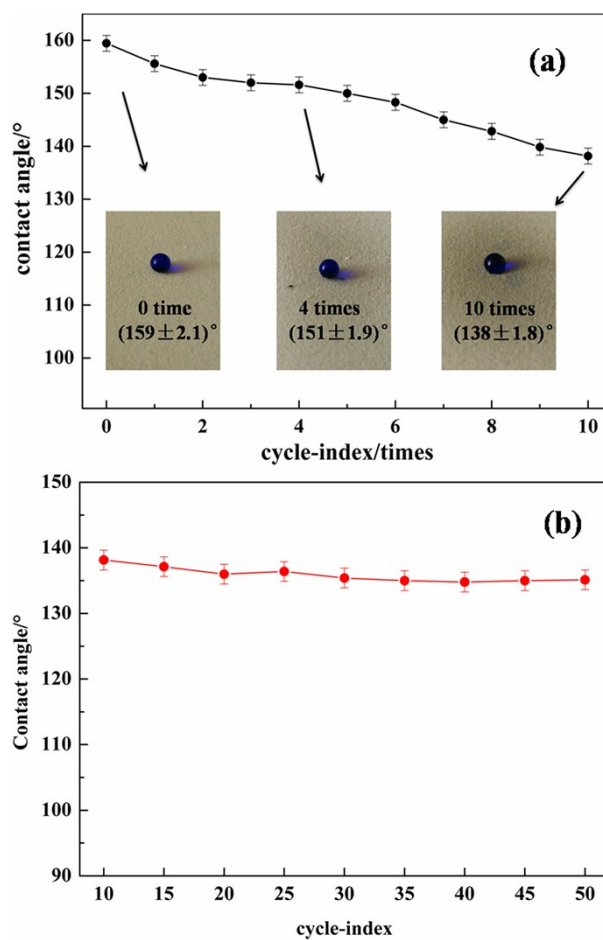 (a)
contact angle/°
160
150
140
130
120
110
100
0 time
(159±2.1)°
4 times
(151±1.9)°
10 times
(138±1.8)°
0 2 4 6 8 10
cycle-index/times
(b)
Contact angle/°
150
140
130
120
110
100
90
10 15 20 25 30 35 40 45 50
cycle-index